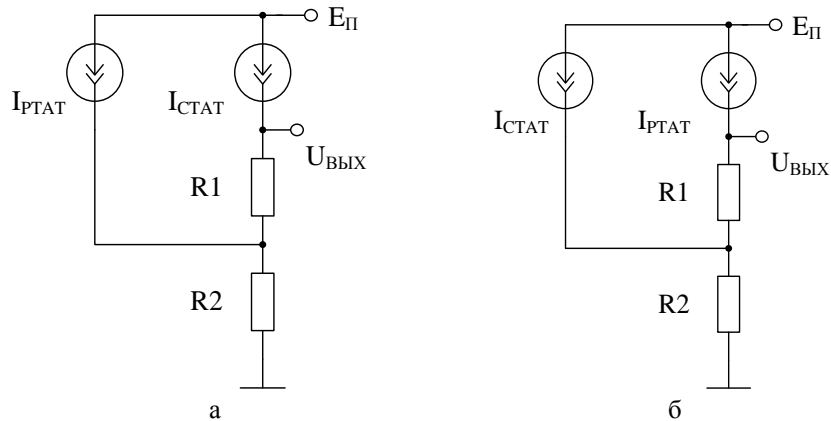 E_П
I_PTAT
I_CTAT
U_ВЫХ
R1
R2
а
E_П
I_CTAT
I_PTAT
U_ВЫХ
R1
R2
б